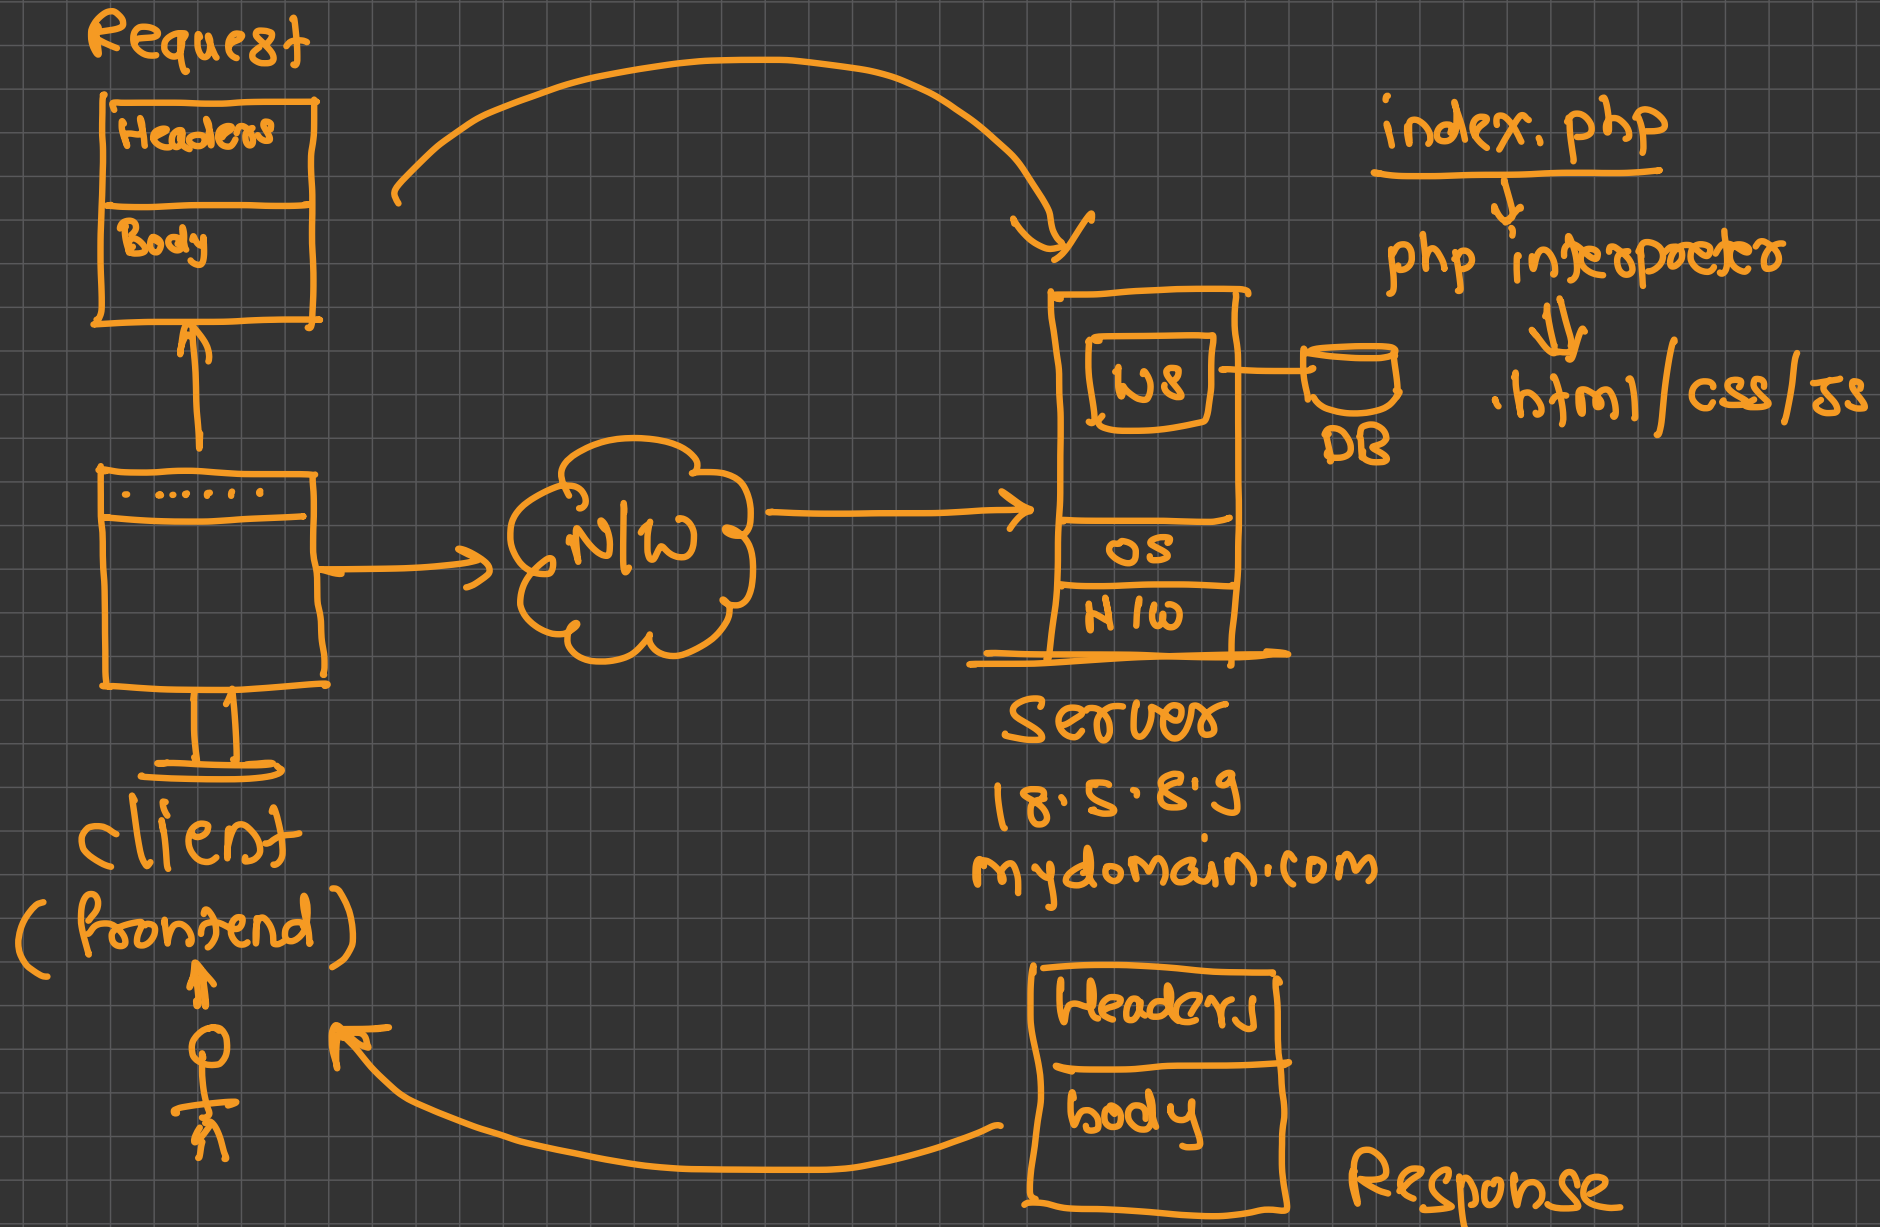 Request
Headers
Body
index.php
php interpreter
.html/css/JS
WS
DB
N/W
OS
H/W
Server
18.5.8.9
mydomain.com
Client
(frontend)
Headers
body
Response